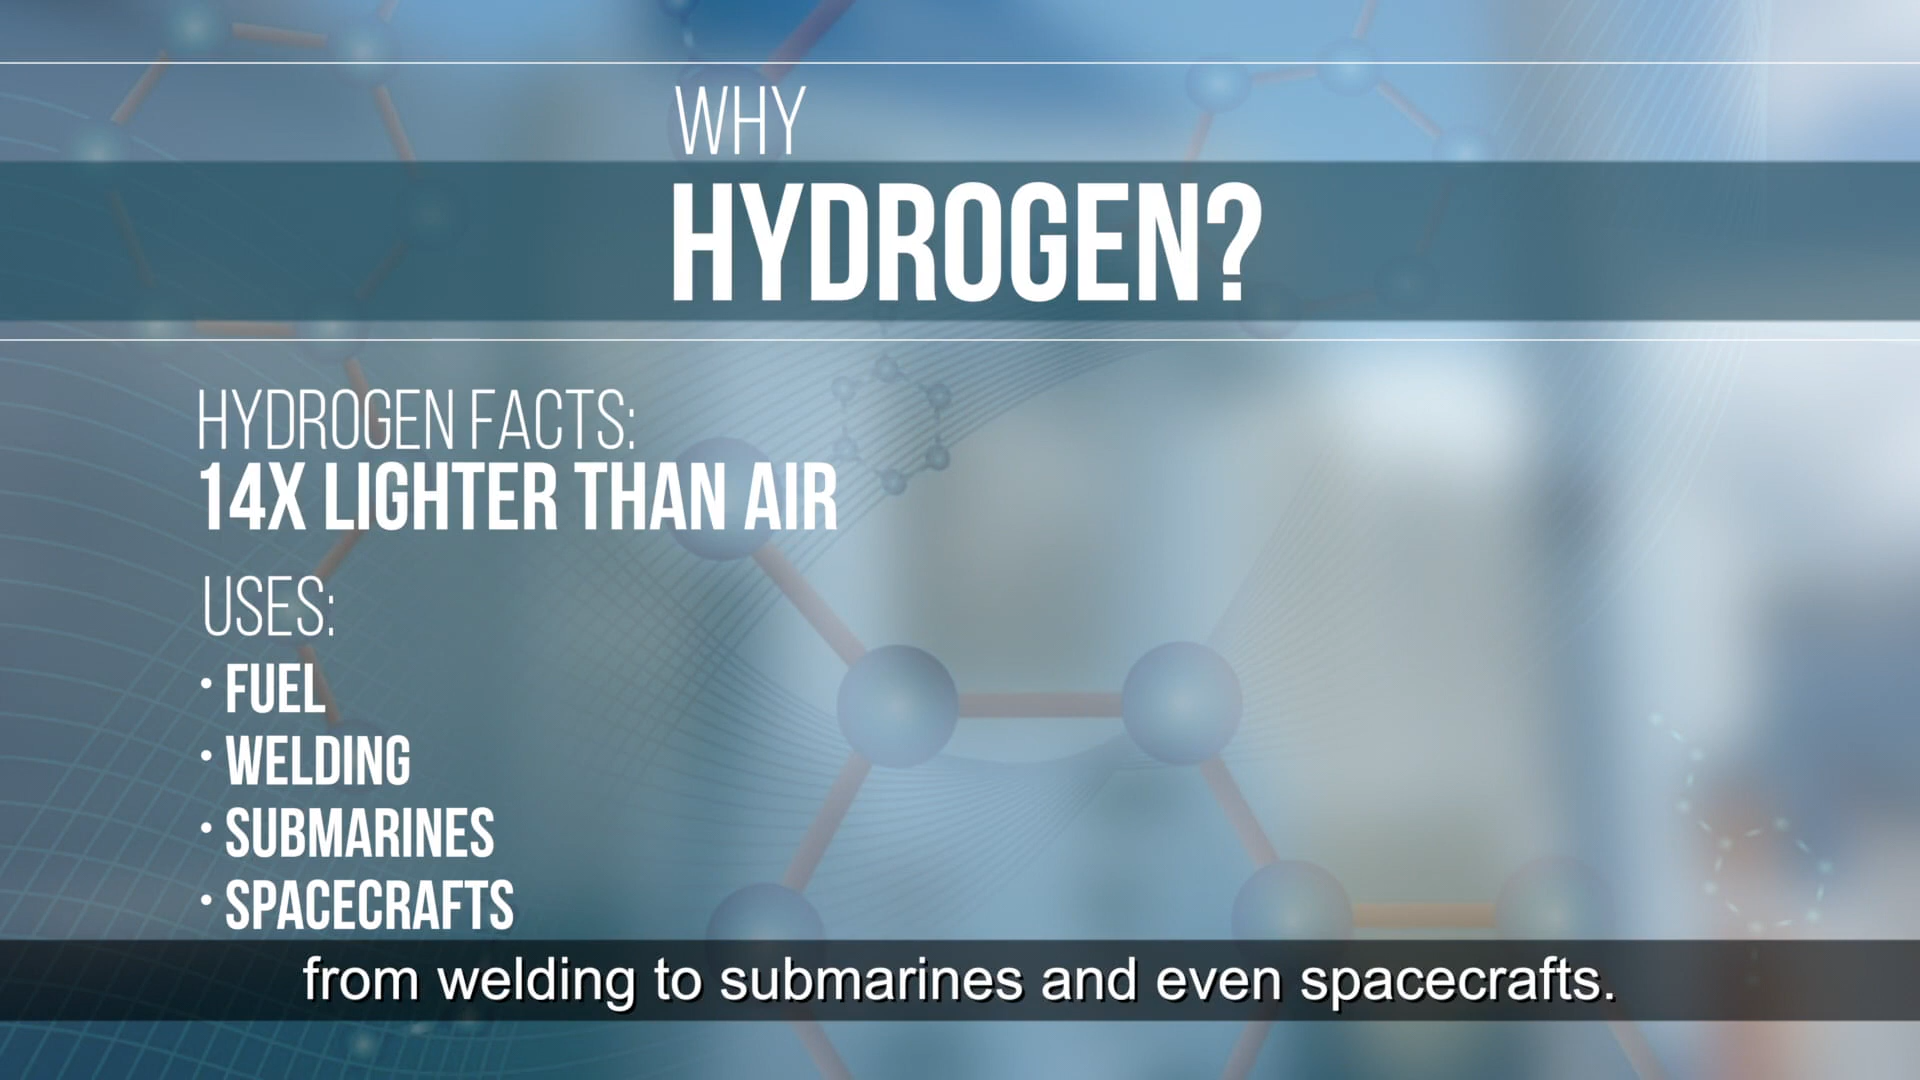 WHY
HYDROGEN?
HYDROGEN FACTS:
14X LIGHTER THAN AIR
USES:
• FUEL
• WELDING
• SUBMARINES
• SPACECRAFTS
from welding to submarines and even spacecrafts.